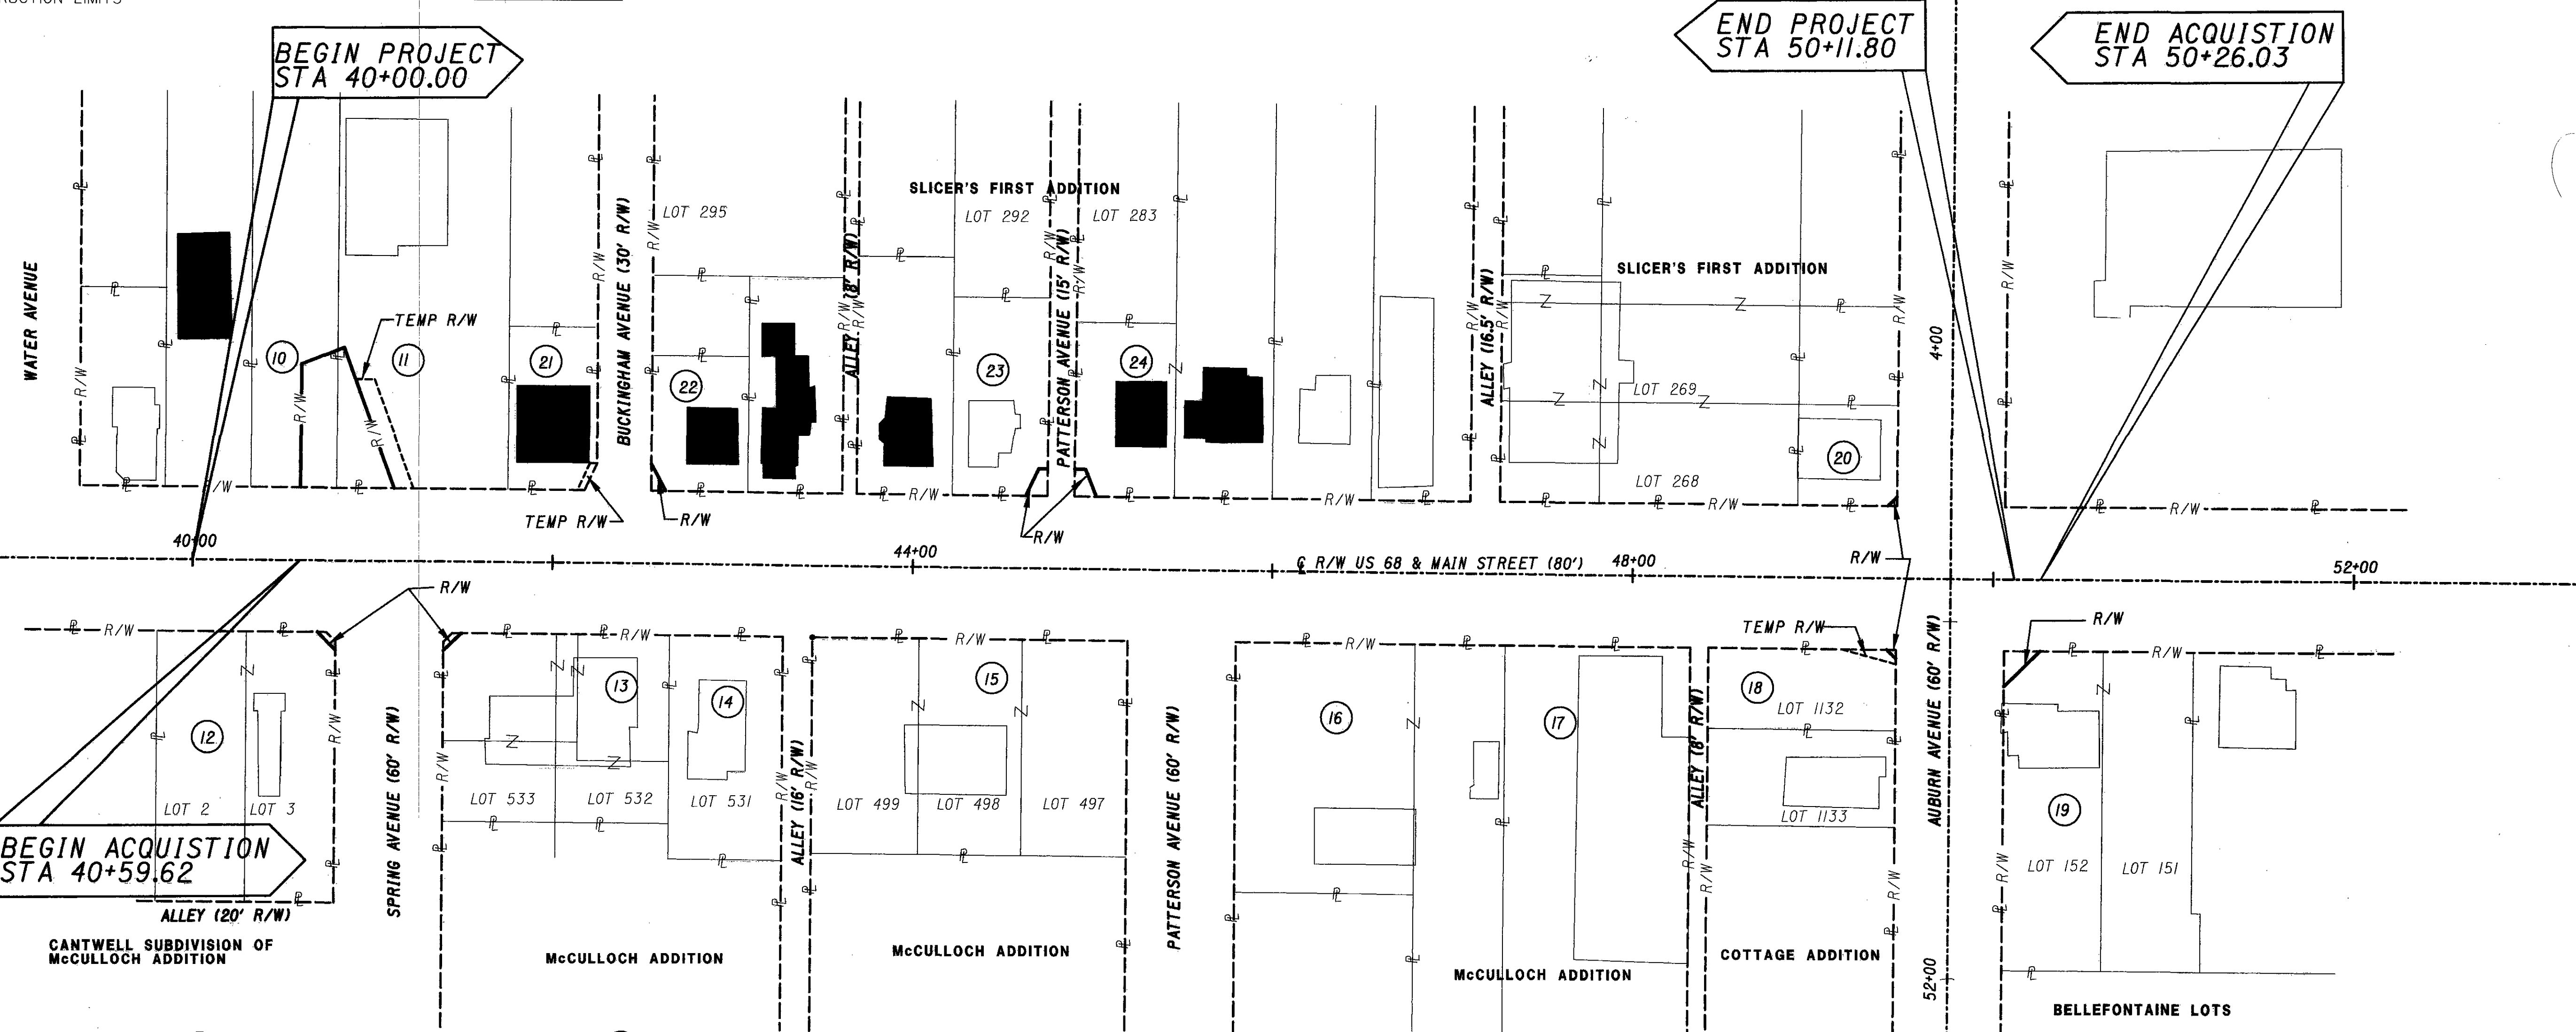 RUCTION LIMITS
BEGIN PROJECT
STA 40+00.00
END PROJECT
STA 50+11.80
END ACQUISTION
STA 50+26.03
SLICER'S FIRST ADDITION
LOT 295
LOT 292
LOT 283
SLICER'S FIRST ADDITION
WATER AVENUE
BUCKINGHAM AVENUE (30' R/W)
ALLEY (8' R/W)
PATTERSON AVENUE (15' R/W)
ALLEY (16.5' R/W)
R/W
R/W
R/W
R/W
R/W
R/W
R/W
R/W
R/W
R/W
R/W
R/W
R/W
TEMP R/W
10
11
21
22
23
24
20
LOT 269
LOT 268
4+00
/W
R/W
R/W
R/W
R/W
TEMP R/W
R/W
R/W
R/W
40+00
44+00
48+00
52+00
℄ R/W US 68 & MAIN STREET (80')
R/W
R/W
R/W
R/W
R/W
R/W
TEMP R/W
R/W
R/W
12
13
14
15
16
17
18
19
LOT 2
LOT 3
LOT 533
LOT 532
LOT 531
LOT 499
LOT 498
LOT 497
LOT 1132
LOT 1133
LOT 152
LOT 151
R/W
R/W
R/W
R/W
R/W
R/W
R/W
R/W
SPRING AVENUE (60' R/W)
ALLEY (16' R/W)
PATTERSON AVENUE (60' R/W)
ALLEY (8' R/W)
AUBURN AVENUE (60' R/W)
52+00
BEGIN ACQUISTION
STA 40+59.62
ALLEY (20' R/W)
CANTWELL SUBDIVISION OF
McCULLOCH ADDITION
McCULLOCH ADDITION
McCULLOCH ADDITION
McCULLOCH ADDITION
COTTAGE ADDITION
BELLEFONTAINE LOTS